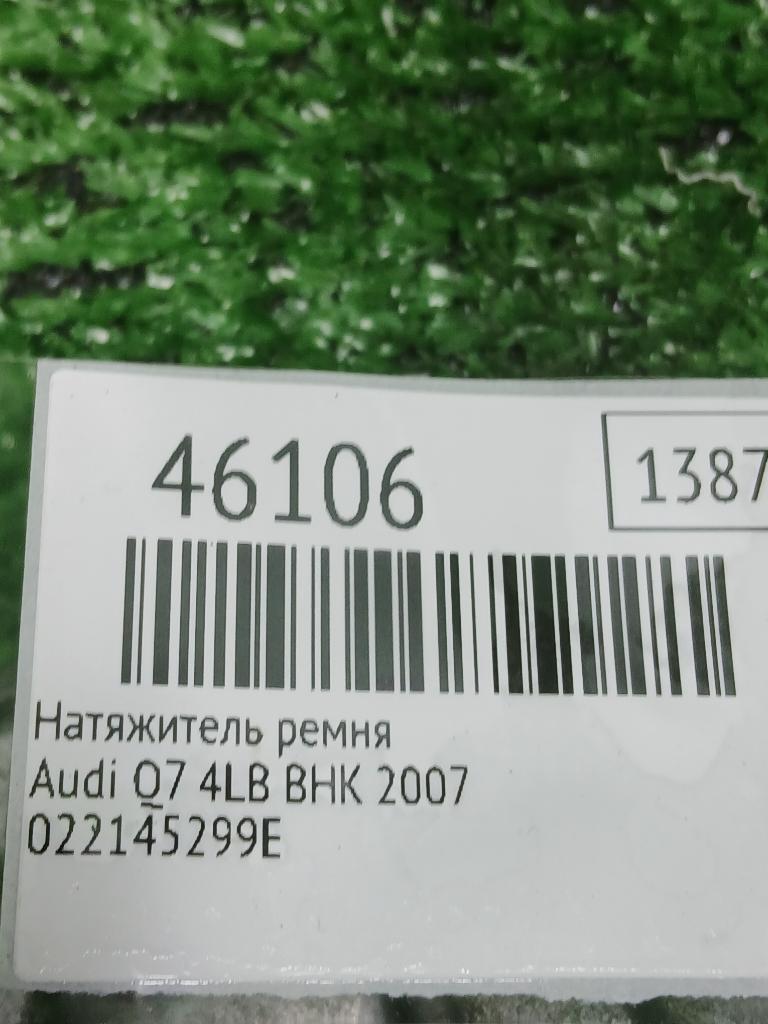 46106
1387
Натяжитель ремня
Audi Q7 4LB BHK 2007
022145299E